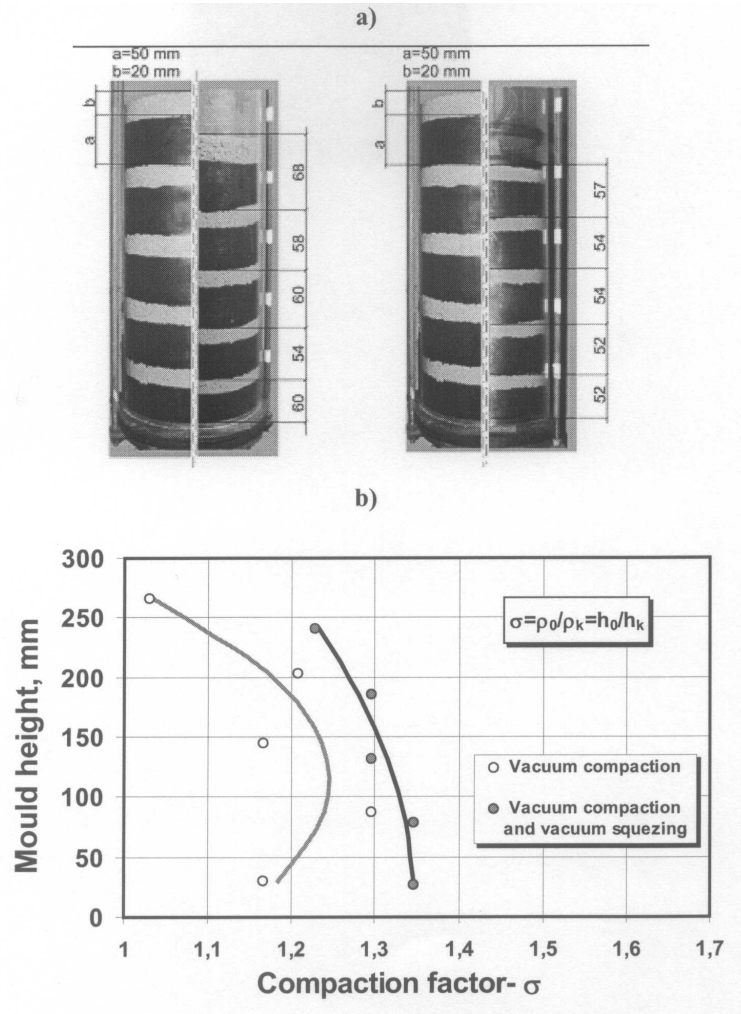 a)
a=50 mm
b=20 mm
b
a
68
58
60
54
60
a=50 mm
b=20 mm
b
a
57
54
54
52
52
b)
300
250
200
150
100
50
0
Mould height, mm
σ=ρ₀/ρₖ=h₀/hₖ
Vacuum compaction
Vacuum compaction
and vacuum squezing
1
1,1
1,2
1,3
1,4
1,5
1,6
1,7
Compaction factor- σ